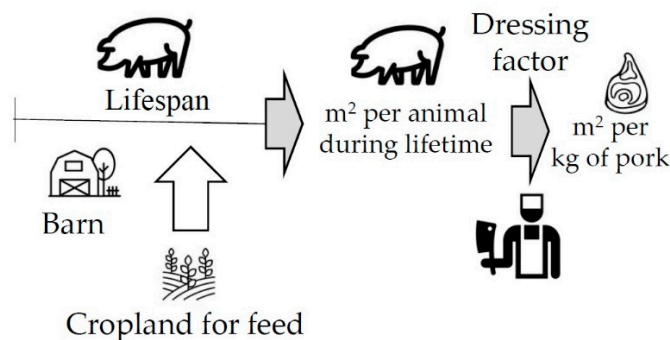 Lifespan
Barn
Cropland for feed
m² per animal
during lifetime
Dressing
factor
m² per
kg of pork